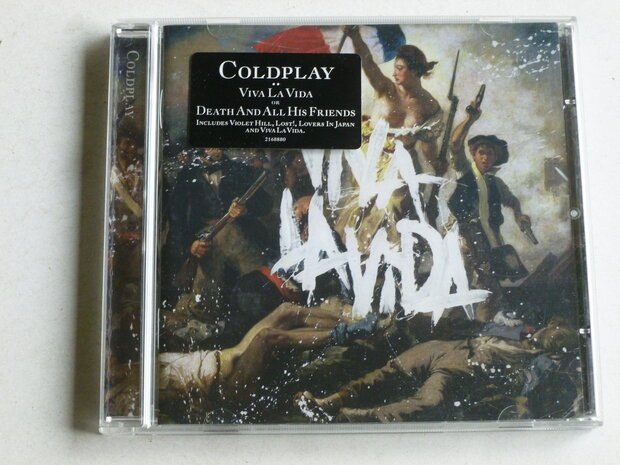 COLDPLAY
COLDPLAY
VIVA LA VIDA
OR
DEATH AND ALL HIS FRIENDS
INCLUDES VIOLET HILL, LOST!, LOVERS IN JAPAN
AND VIVA LA VIDA.
2168880
VIVA
LA VIDA